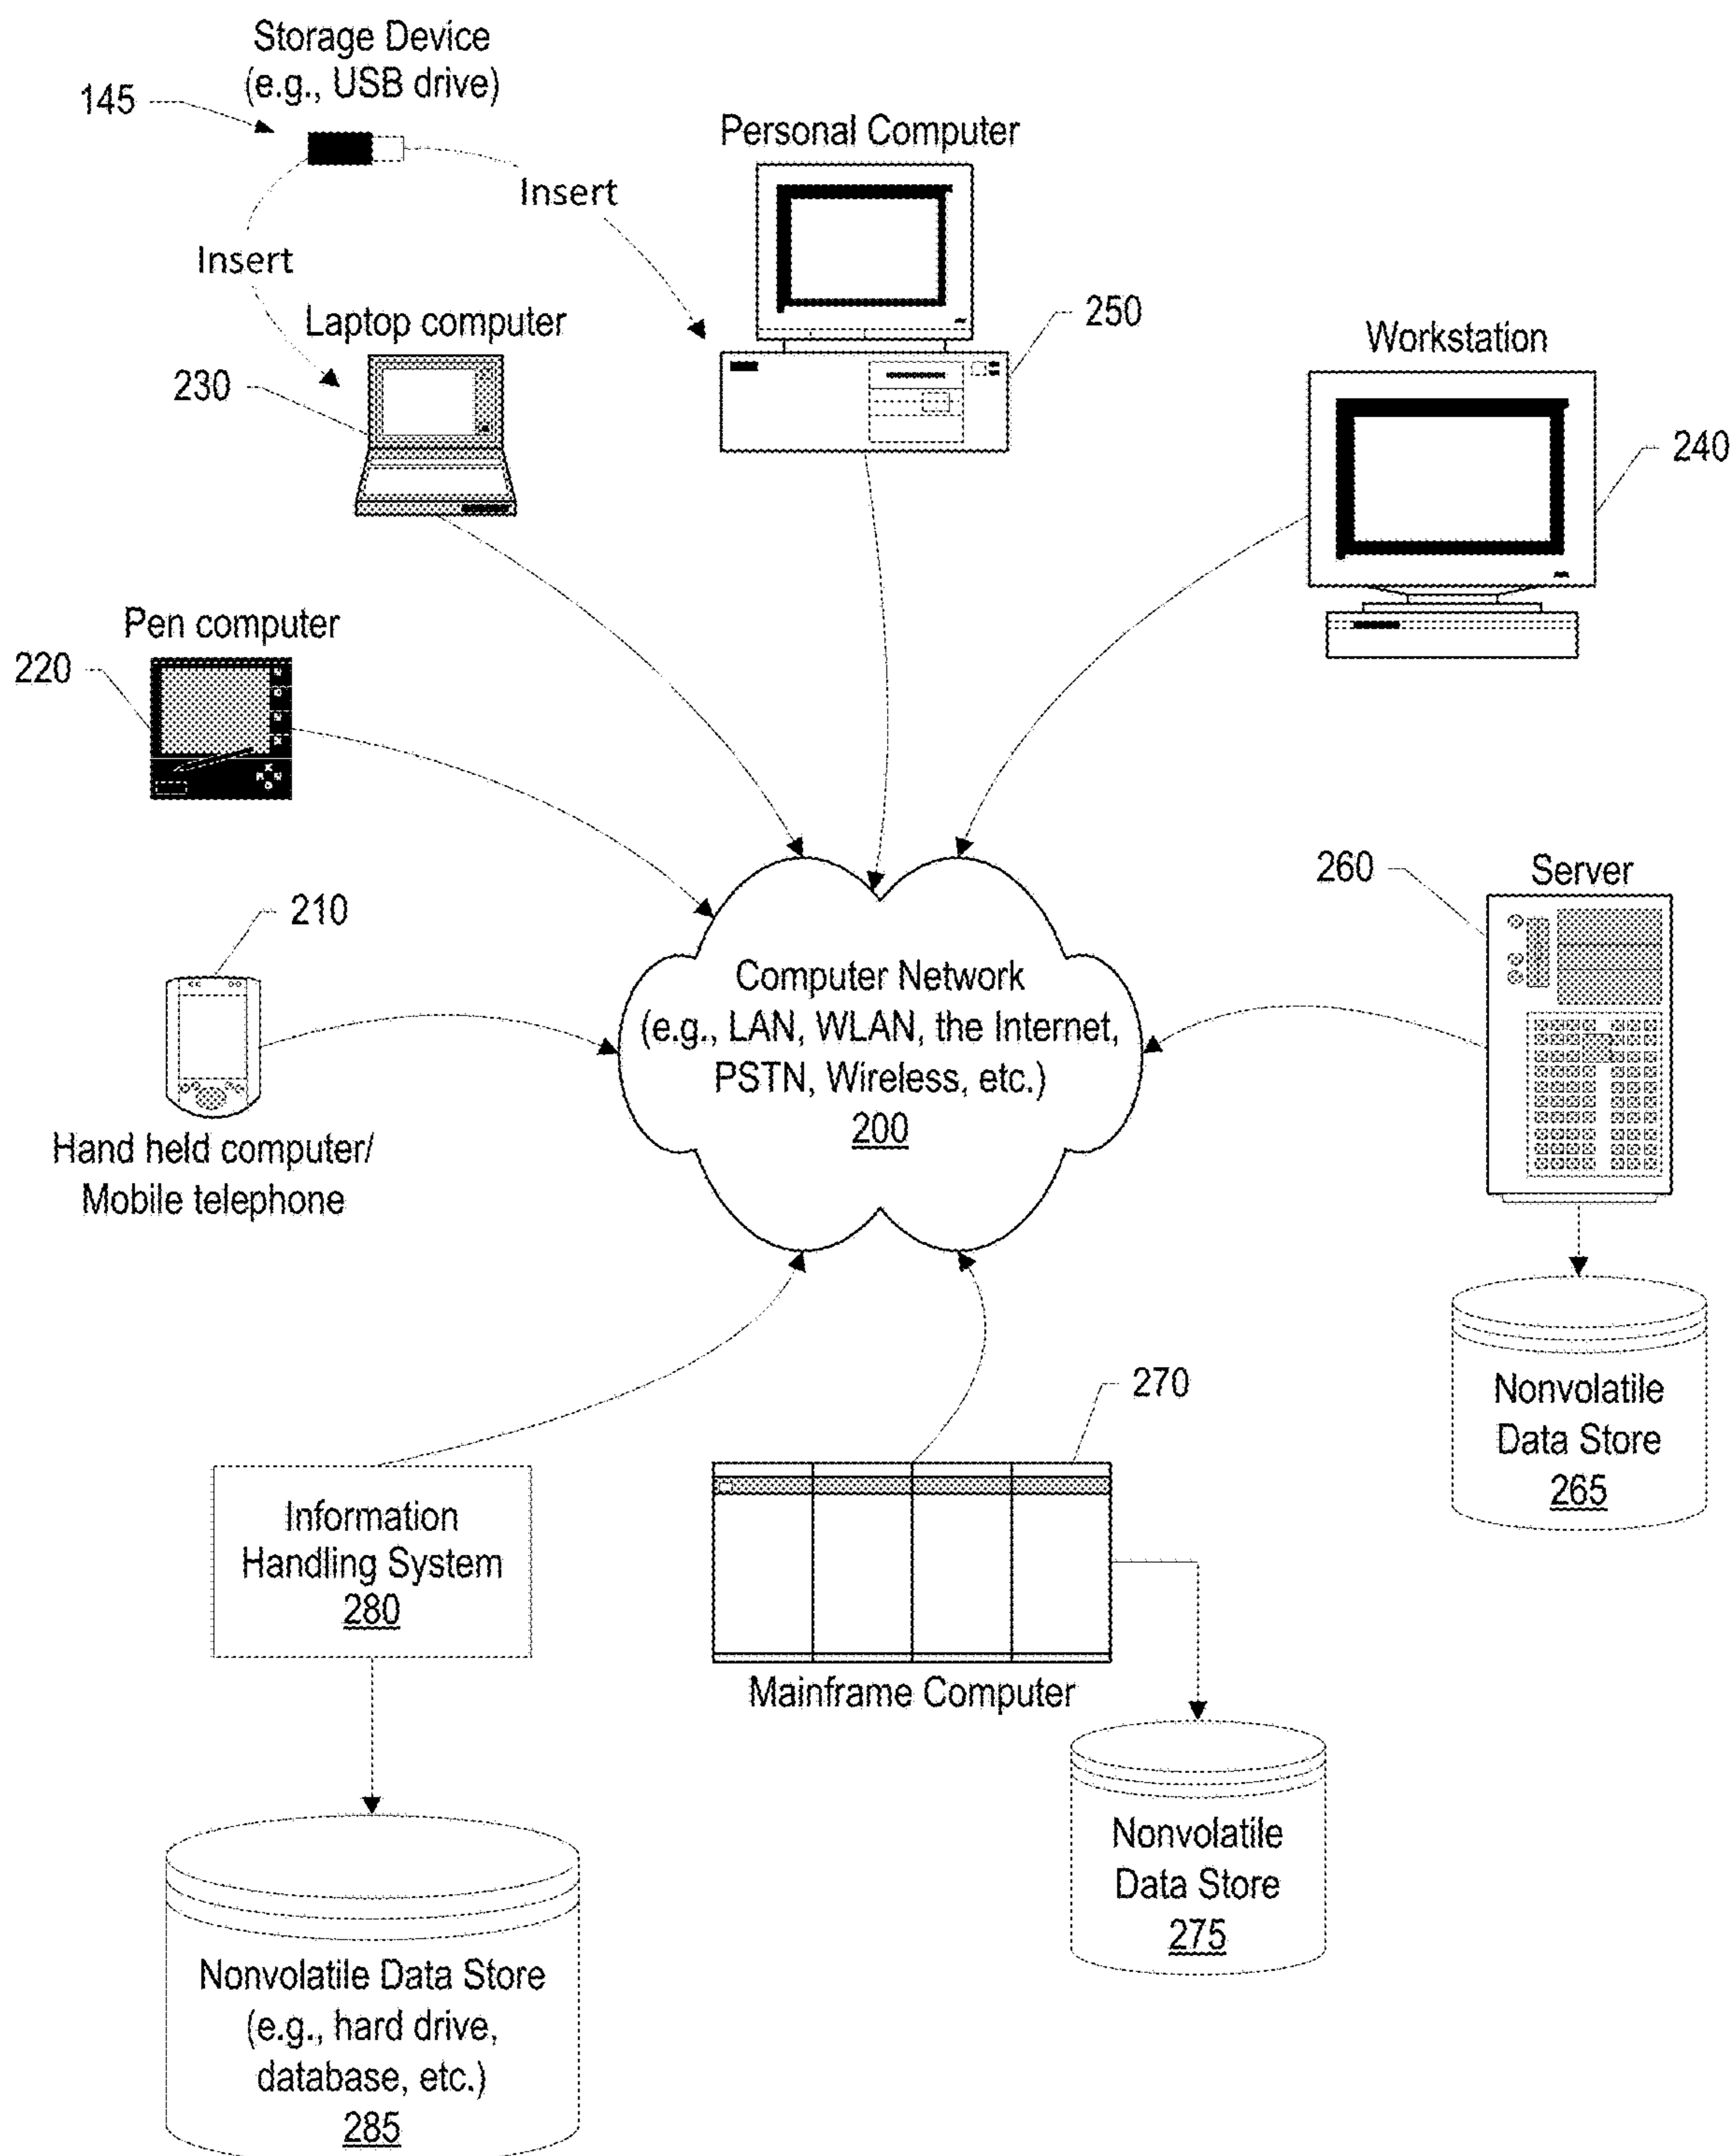 Storage Device
(e.g., USB drive)
145
Insert
Insert
Personal Computer
250
Laptop computer
230
Workstation
240
Pen computer
220
210
Hand held computer/
Mobile telephone
Computer Network
(e.g., LAN, WLAN, the Internet,
PSTN, Wireless, etc.)
200
260
Server
Nonvolatile
Data Store
265
270
Mainframe Computer
Nonvolatile
Data Store
275
Information
Handling System
280
Nonvolatile Data Store
(e.g., hard drive,
database, etc.)
285